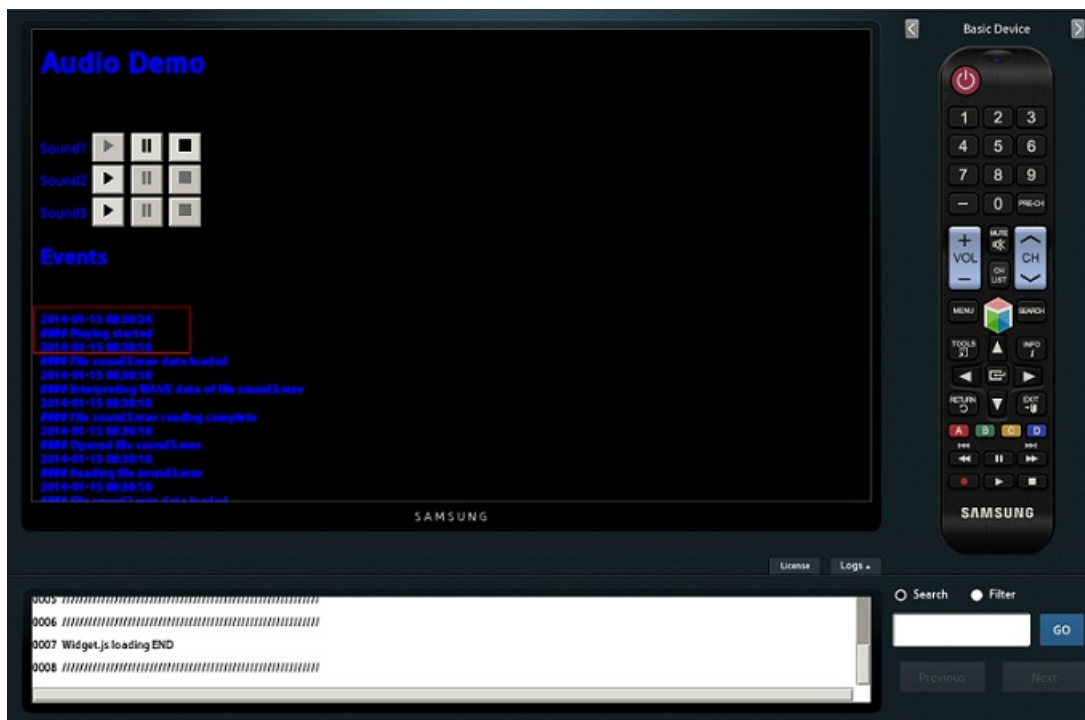 Audio Demo
Sound1
Sound2
Sound3
Events
2014-01-15 08:30:24
#### Playing started
2014-01-15 08:30:18
#### File sound3.wav data loaded
2014-01-15 08:30:18
#### Interpreting WAVE data of file sound3.wav
2014-01-15 08:30:18
#### File sound3.wav reading complete
2014-01-15 08:30:18
#### Opened file sound3.wav
2014-01-15 08:30:18
#### Reading file sound3.wav
2014-01-15 08:30:18
#### File sound2.wav data loaded
SAMSUNG
Basic Device
1 2 3
4 5 6
7 8 9
- 0 PRE-CH
+ VOL -
MUTE
CH LIST
CH
MENU SEARCH
TOOLS INFO
i
RETURN EXIT
A B C D
SAMSUNG
License Logs
0005 ////////////////////////////////////////////////////////////
0006 ////////////////////////////////////////////////////////////
0007 Widget.js loading END
0008 ////////////////////////////////////////////////////////////
Search Filter
GO
Previous Next